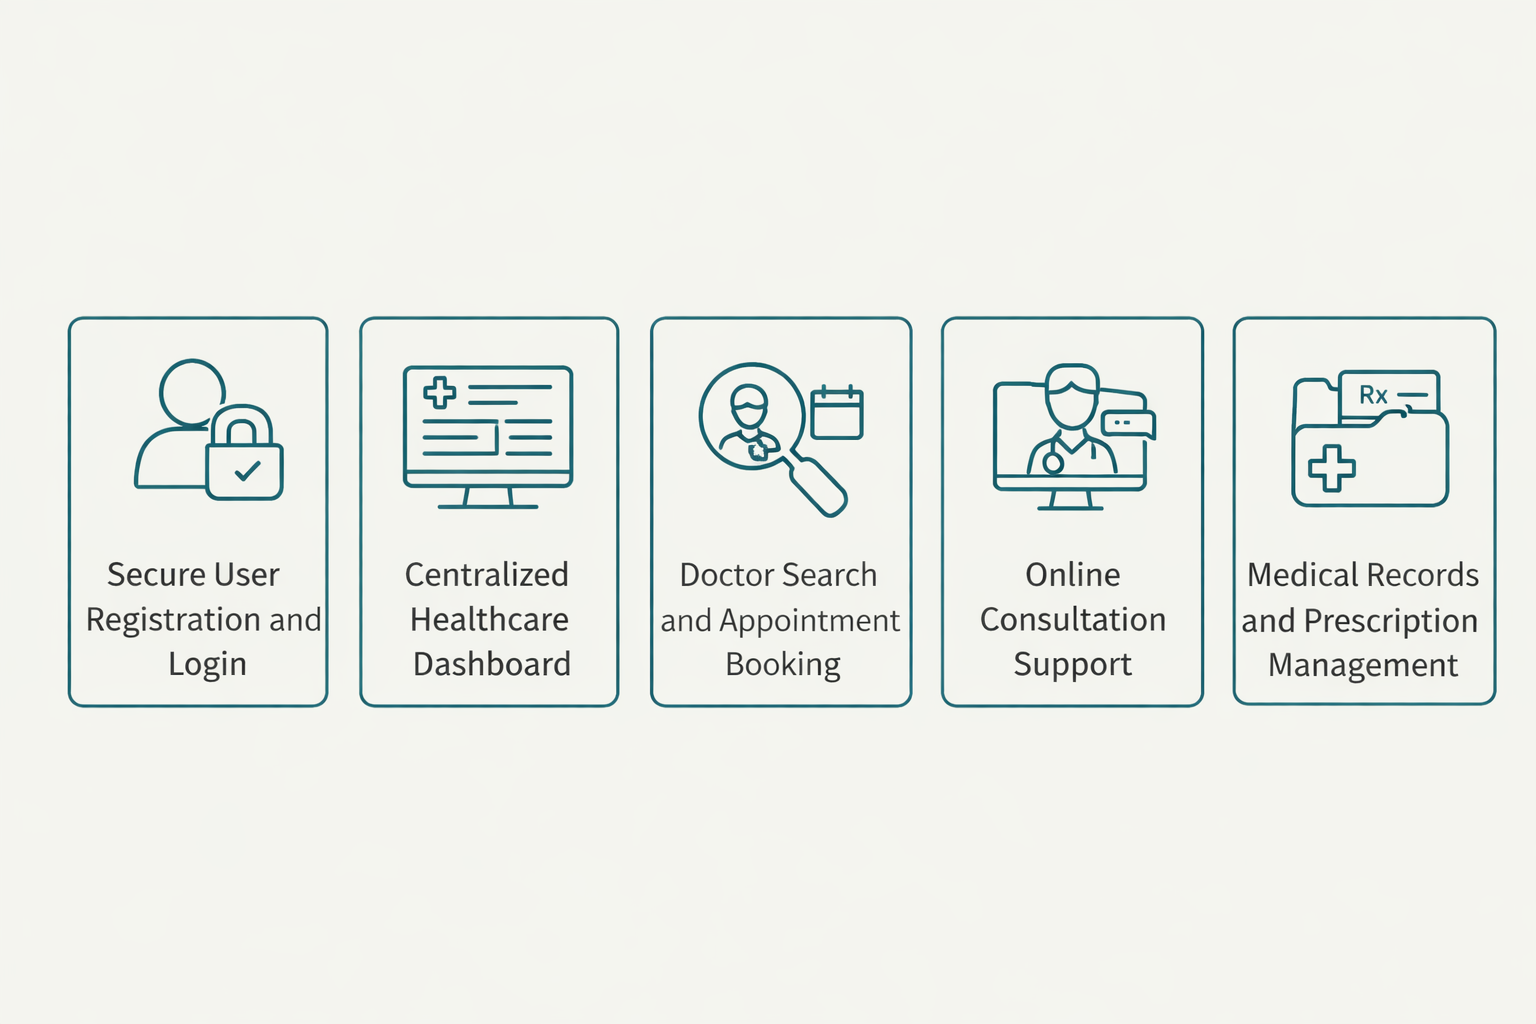 Rx
Secure User
Registration and
Login
Centralized
Healthcare
Dashboard
Doctor Search
and Appointment
Booking
Online
Consultation
Support
Medical Records
and Prescription
Management